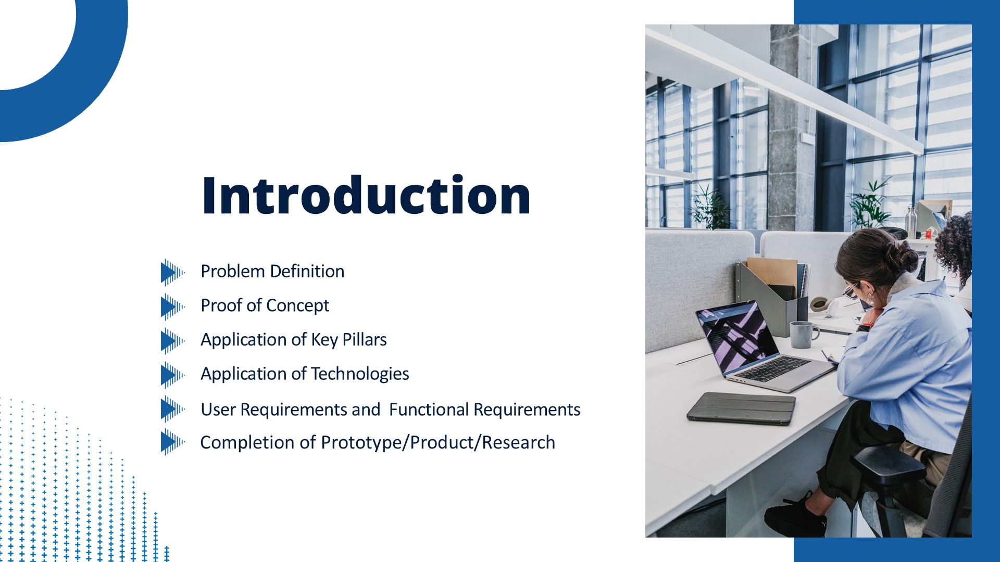 Introduction
Problem Definition
Proof of Concept
Application of Key Pillars
Application of Technologies
User Requirements and  Functional Requirements
Completion of Prototype/Product/Research